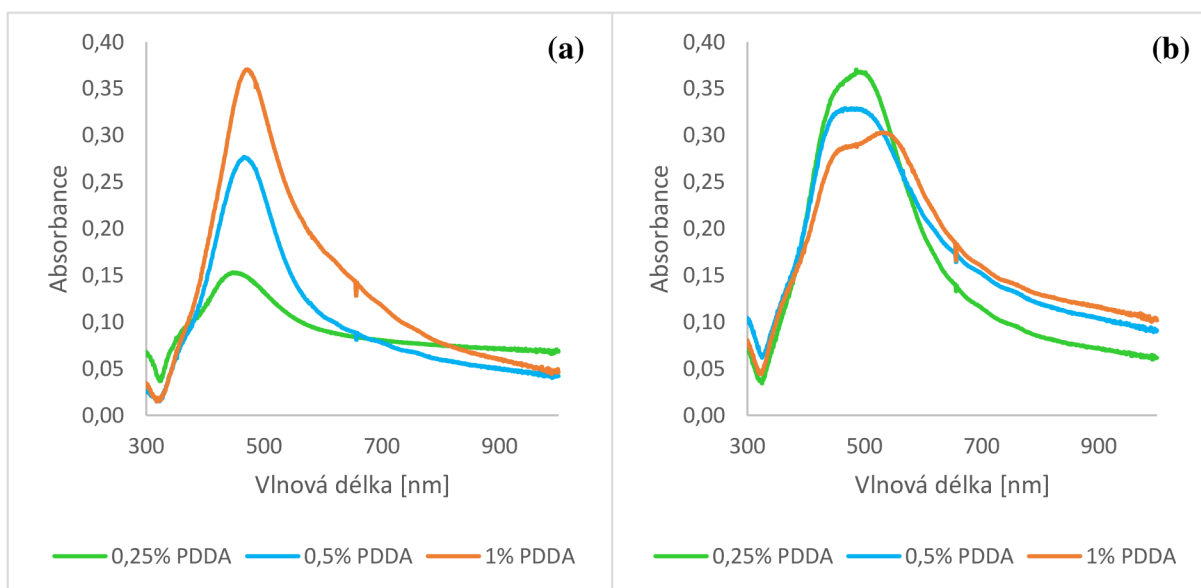 (a)
Absorbance
0,40
0,35
0,30
0,25
0,20
0,15
0,10
0,05
0,00
300 500 700 900
Vlnová délka [nm]
0,25% PDDA 0,5% PDDA 1% PDDA
(b)
Absorbance
0,40
0,35
0,30
0,25
0,20
0,15
0,10
0,05
0,00
300 500 700 900
Vlnová délka [nm]
0,25% PDDA 0,5% PDDA 1% PDDA